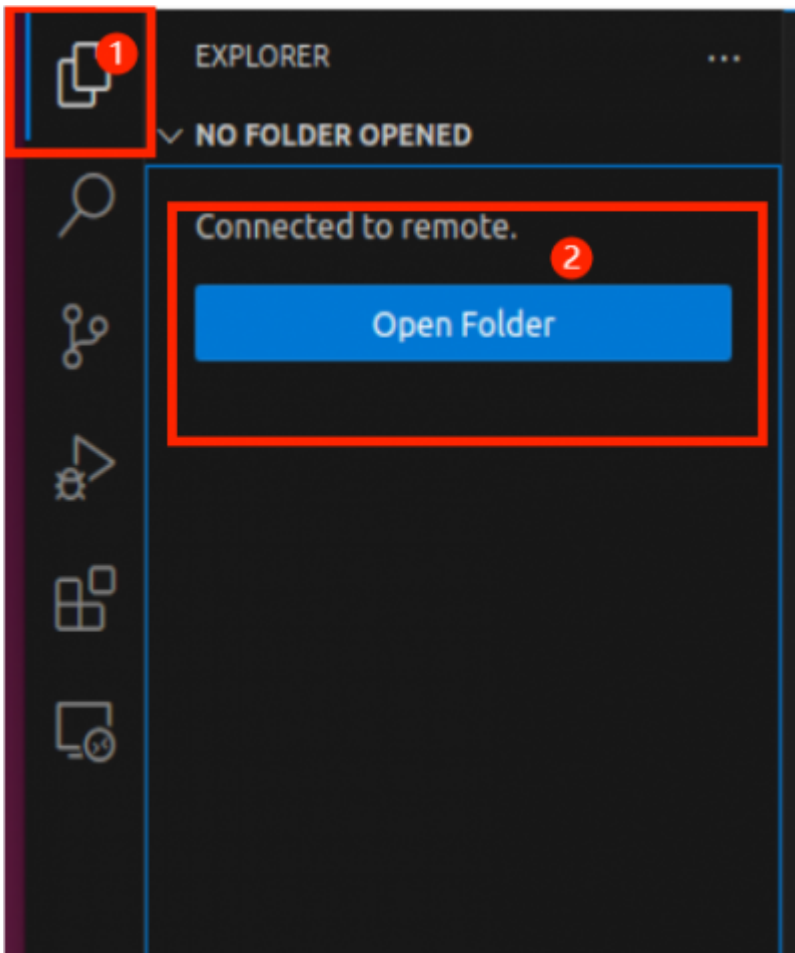 1
EXPLORER ...
NO FOLDER OPENED
Connected to remote.
2
Open Folder